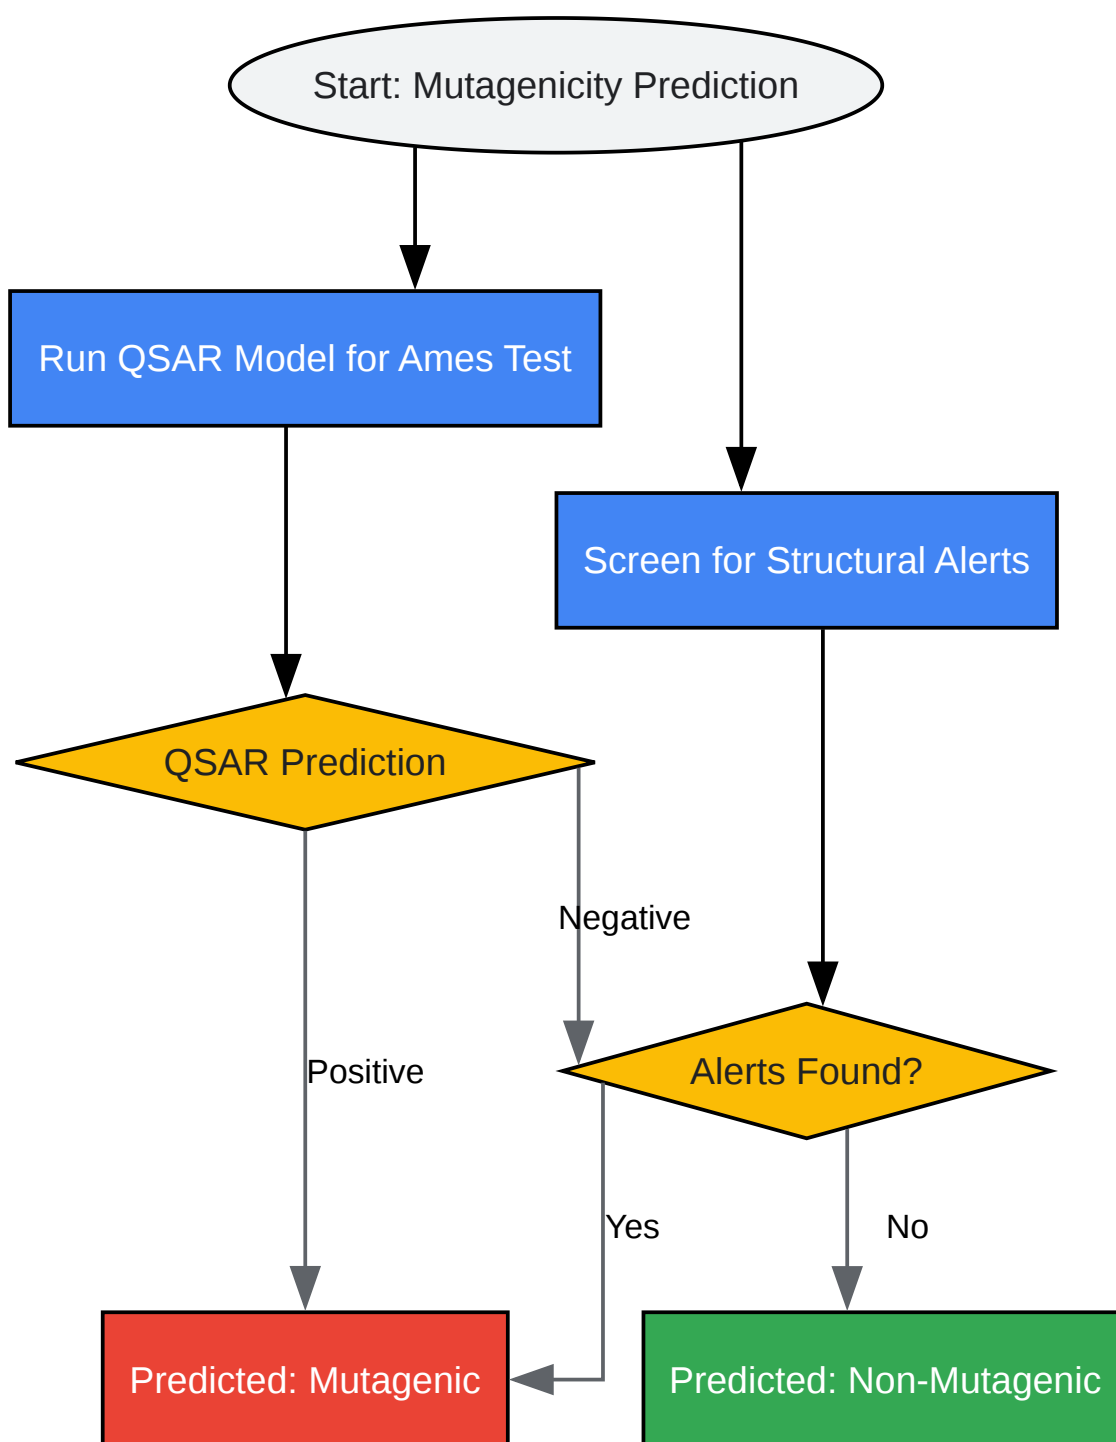 Start: Mutagenicity Prediction
Run QSAR Model for Ames Test
Screen for Structural Alerts
QSAR Prediction
Negative
Positive
Alerts Found?
Yes
No
Predicted: Mutagenic
Predicted: Non-Mutagenic